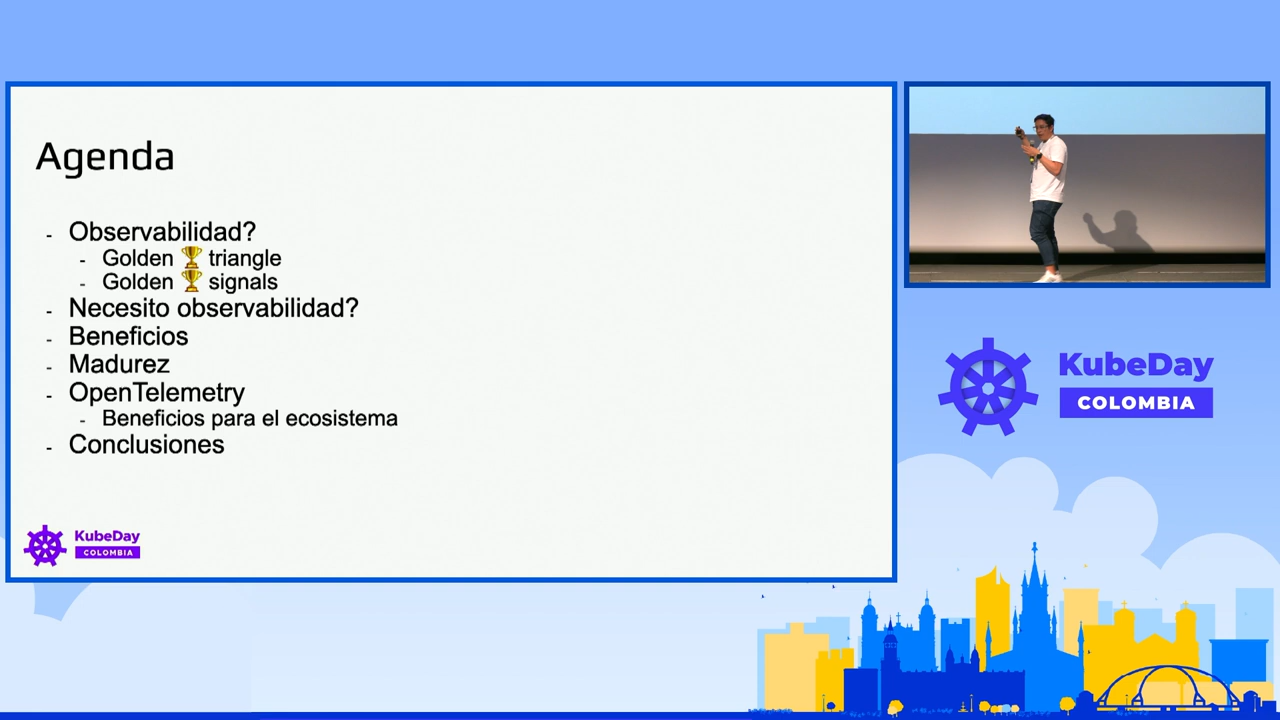 Agenda
- Observabilidad?
- Golden 🏆 triangle
- Golden 🏆 signals
- Necesito observabilidad?
- Beneficios
- Madurez
- OpenTelemetry
- Beneficios para el ecosistema
- Conclusiones
KubeDay
COLOMBIA
KubeDay
COLOMBIA